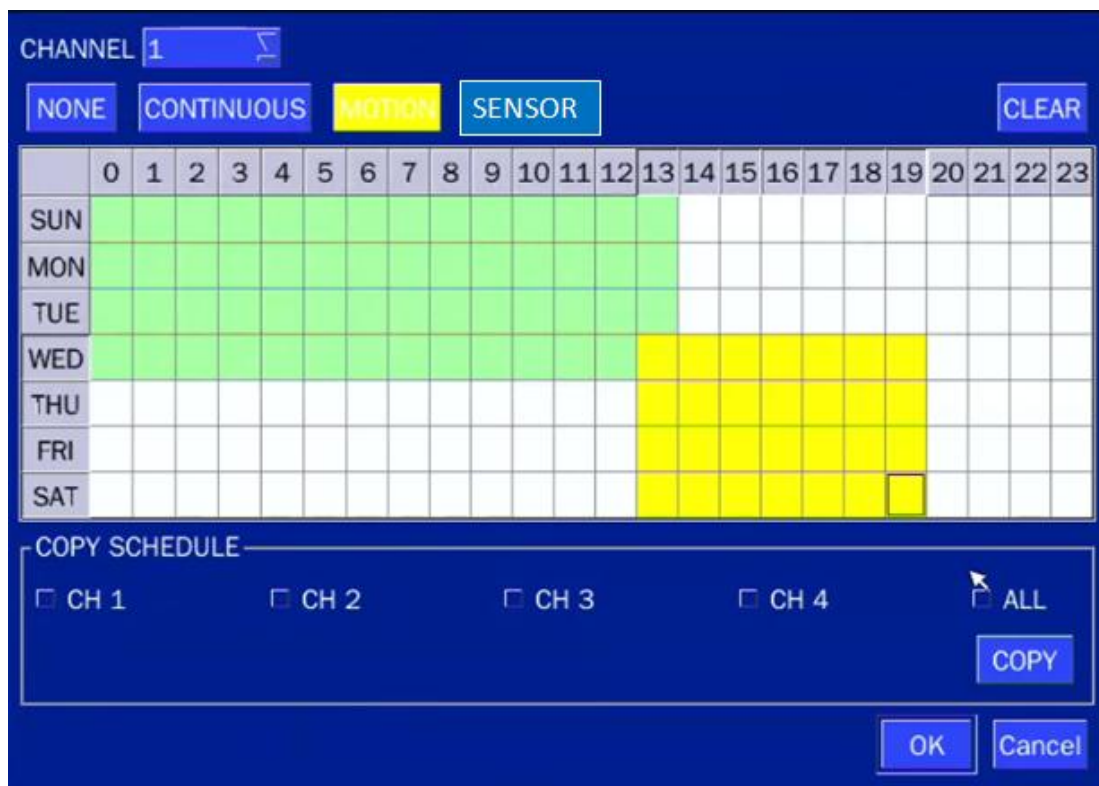 CHANNEL 1
NONE CONTINUOUS MOTION SENSOR CLEAR
0 1 2 3 4 5 6 7 8 9 10 11 12 13 14 15 16 17 18 19 20 21 22 23
SUN
MON
TUE
WED
THU
FRI
SAT
COPY SCHEDULE
CH 1 CH 2 CH 3 CH 4 ALL
COPY
OK Cancel